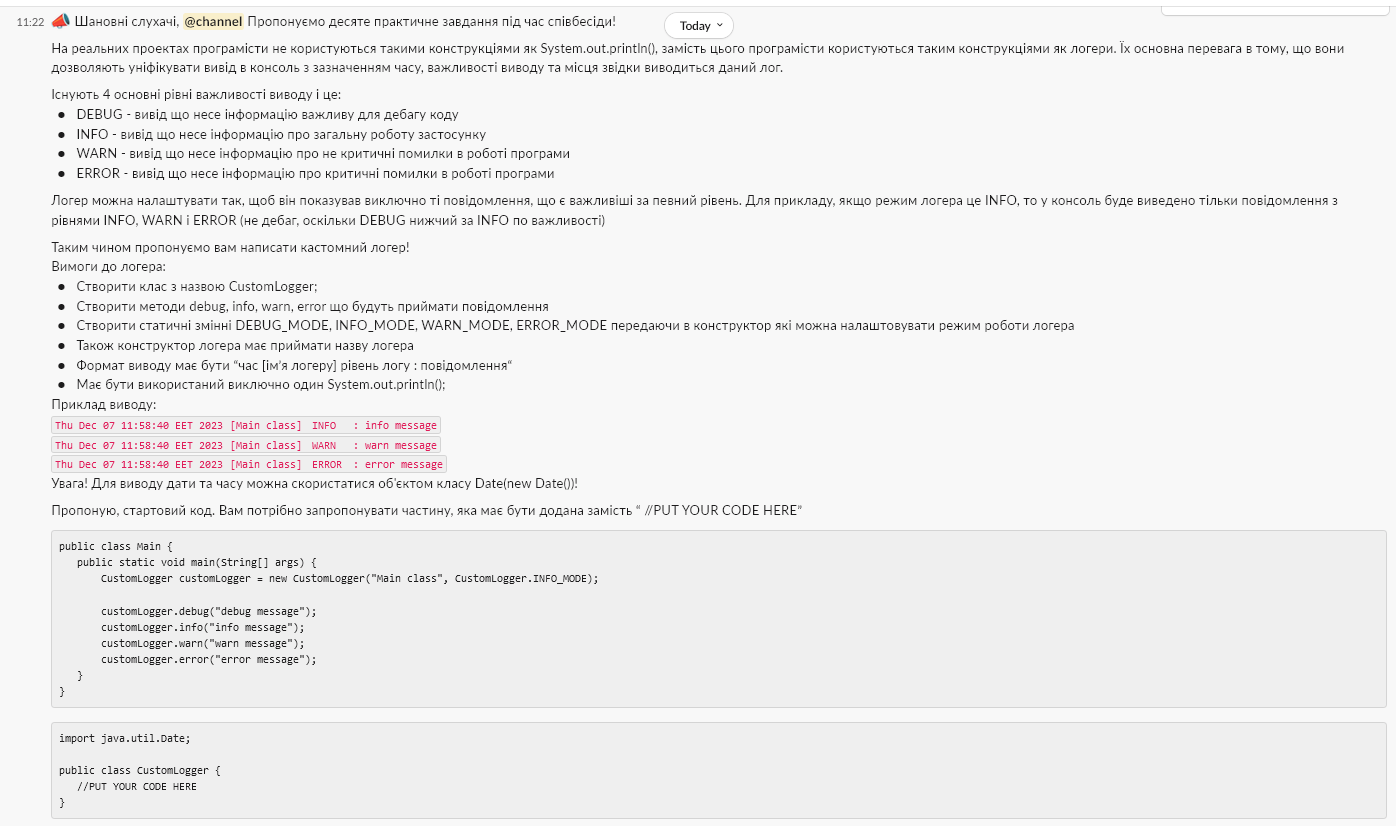 11:22 Шановні слухачі, @channel Пропонуємо десяте практичне завдання під час співбесіди!
Today
На реальних проектах програмісти не користуються такими конструкціями як System.out.println(), замість цього програмісти користуються таким конструкціями як логери. Їх основна перевага в тому, що вони
дозволяють уніфікувати вивід в консоль з зазначенням часу, важливості виводу та місця звідки виводиться даний лог.
Існують 4 основні рівні важливості виводу і це:
● DEBUG - вивід що несе інформацію важливу для дебагу коду
● INFO - вивід що несе інформацію про загальну роботу застосунку
● WARN - вивід що несе інформацію про не критичні помилки в роботі програми
● ERROR - вивід що несе інформацію про критичні помилки в роботі програми
Логер можна налаштувати так, щоб він показував виключно ті повідомлення, що є важливіші за певний рівень. Для прикладу, якщо режим логера це INFO, то у консоль буде виведено тільки повідомлення з
рівнями INFO, WARN і ERROR (не дебаг, оскільки DEBUG нижчий за INFO по важливості)
Таким чином пропонуємо вам написати кастомний логер!
Вимоги до логера:
● Створити клас з назвою CustomLogger;
● Створити методи debug, info, warn, error що будуть приймати повідомлення
● Створити статичні змінні DEBUG_MODE, INFO_MODE, WARN_MODE, ERROR_MODE передаючи в конструктор які можна налаштовувати режим роботи логера
● Також конструктор логера має приймати назву логера
● Формат виводу має бути “час [ім’я логеру] рівень логу : повідомлення“
● Має бути використаний виключно один System.out.println();
Приклад виводу:
Thu Dec 07 11:58:40 EET 2023 [Main class] INFO : info message
Thu Dec 07 11:58:40 EET 2023 [Main class] WARN : warn message
Thu Dec 07 11:58:40 EET 2023 [Main class] ERROR : error message
Увага! Для виводу дати та часу можна скористатися об’єктом класу Date(new Date())!
Пропоную, стартовий код. Вам потрібно запропонувати частину, яка має бути додана замість “ //PUT YOUR CODE HERE”
public class Main {
public static void main(String[] args) {
CustomLogger customLogger = new CustomLogger("Main class", CustomLogger.INFO_MODE);
customLogger.debug("debug message");
customLogger.info("info message");
customLogger.warn("warn message");
customLogger.error("error message");
}
}
import java.util.Date;
public class CustomLogger {
//PUT YOUR CODE HERE
}